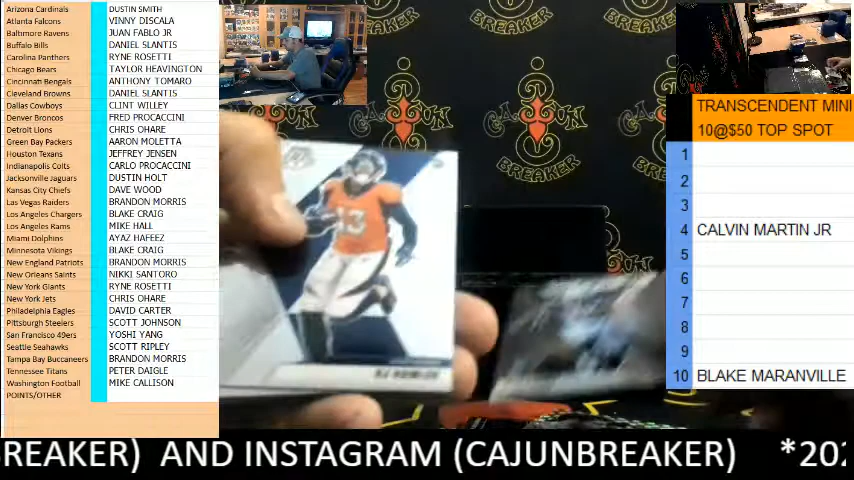 Arizona Cardinals DUSTIN SMITH
Atlanta Falcons VINNY DISCALA
Baltimore Ravens JUAN FABLO JR
Buffalo Bills DANIEL SLANTIS
Carolina Panthers RYNE ROSETTI
Chicago Bears TAYLOR HEAVINGTON
Cincinnati Bengals ANTHONY TOMARO
Cleveland Browns DANIEL SLANTIS
Dallas Cowboys CLINT WILLEY
Denver Broncos FRED PROCACCINI
Detroit Lions CHRIS OHARE
Green Bay Packers AARON MOLETTA
Houston Texans JEFFREY JENSEN
Indianapolis Colts CARLO PROCACCINI
Jacksonville Jaguars DUSTIN HOLT
Kansas City Chiefs DAVE WOOD
Las Vegas Raiders BRANDON MORRIS
Los Angeles Chargers BLAKE CRAIG
Los Angeles Rams MIKE HALL
Miami Dolphins AYAZ HAFEEZ
Minnesota Vikings BLAKE CRAIG
New England Patriots BRANDON MORRIS
New Orleans Saints NIKKI SANTORO
New York Giants RYNE ROSETTI
New York Jets CHRIS OHARE
Philadelphia Eagles DAVID CARTER
Pittsburgh Steelers SCOTT JOHNSON
San Francisco 49ers YOSHI YANG
Seattle Seahawks SCOTT RIPLEY
Tampa Bay Buccaneers BRANDON MORRIS
Tennessee Titans PETER DAIGLE
Washington Football MIKE CALLISON
POINTS/OTHER
CAJUN
BREAKER
13
TRANSCENDENT MINI
10@$50 TOP SPOT
1
2
3
4 CALVIN MARTIN JR
5
6
7
8
9
10 BLAKE MARANVILLE
BREAKER) AND INSTAGRAM (CAJUNBREAKER) *202